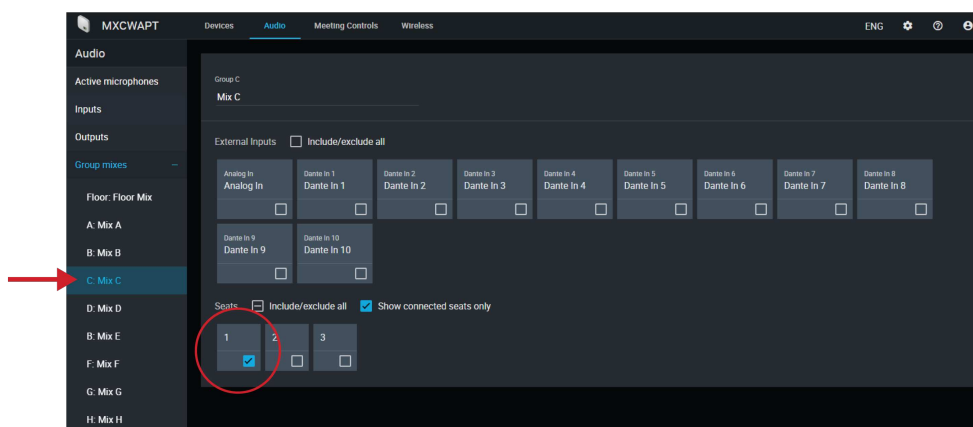 MXCWAPT Devices Audio Meeting Controls Wireless ENG
Audio
Active microphones
Inputs
Outputs
Group mixes
Floor: Floor Mix
A: Mix A
B: Mix B
C: Mix C
D: Mix D
B: Mix E
F: Mix F
G: Mix G
H: Mix H
Group C
Mix C
External Inputs Include/exclude all
Analog In Dante In 1 Dante In 2 Dante In 3 Dante In 4 Dante In 5 Dante In 6 Dante In 7 Dante In 8
Analog In Dante In 1 Dante In 2 Dante In 3 Dante In 4 Dante In 5 Dante In 6 Dante In 7 Dante In 8
Dante In 9 Dante In 10
Dante In 9 Dante In 10
Seats Include/exclude all Show connected seats only
1 2 3